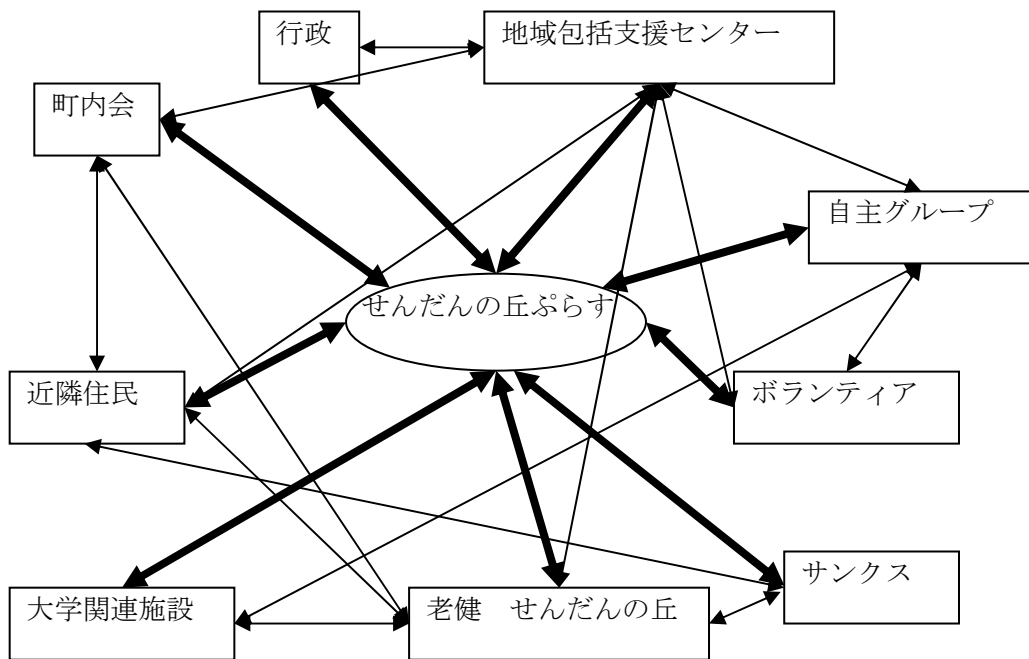 行政
地域包括支援センター
町内会
自主グループ
せんだんの丘ぷらす
近隣住民
ボランティア
サンクス
大学関連施設
老健　せんだんの丘